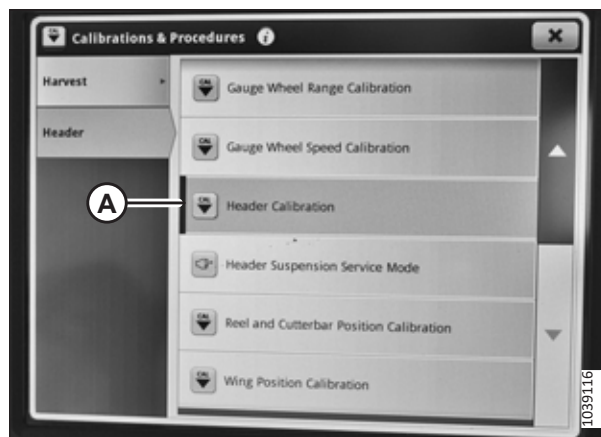 Calibrations & Procedures
Harvest
Header
Gauge Wheel Range Calibration
Gauge Wheel Speed Calibration
A
Header Calibration
Header Suspension Service Mode
Reel and Cutterbar Position Calibration
Wing Position Calibration
1039116